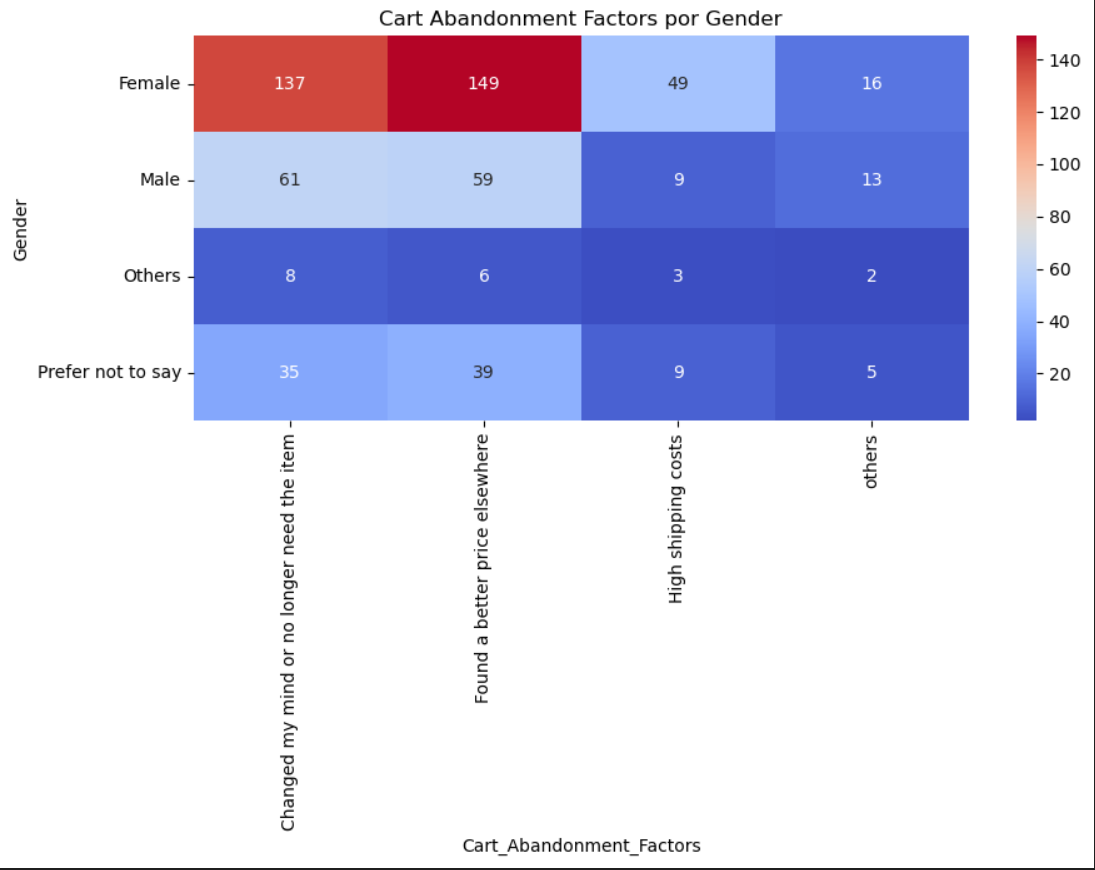 Cart Abandonment Factors por Gender
Gender
Female 137 149 49 16
Male 61 59 9 13
Others 8 6 3 2
Prefer not to say 35 39 9 5
Changed my mind or no longer need the item
Found a better price elsewhere
High shipping costs
others
Cart_Abandonment_Factors
140
120
100
80
60
40
20